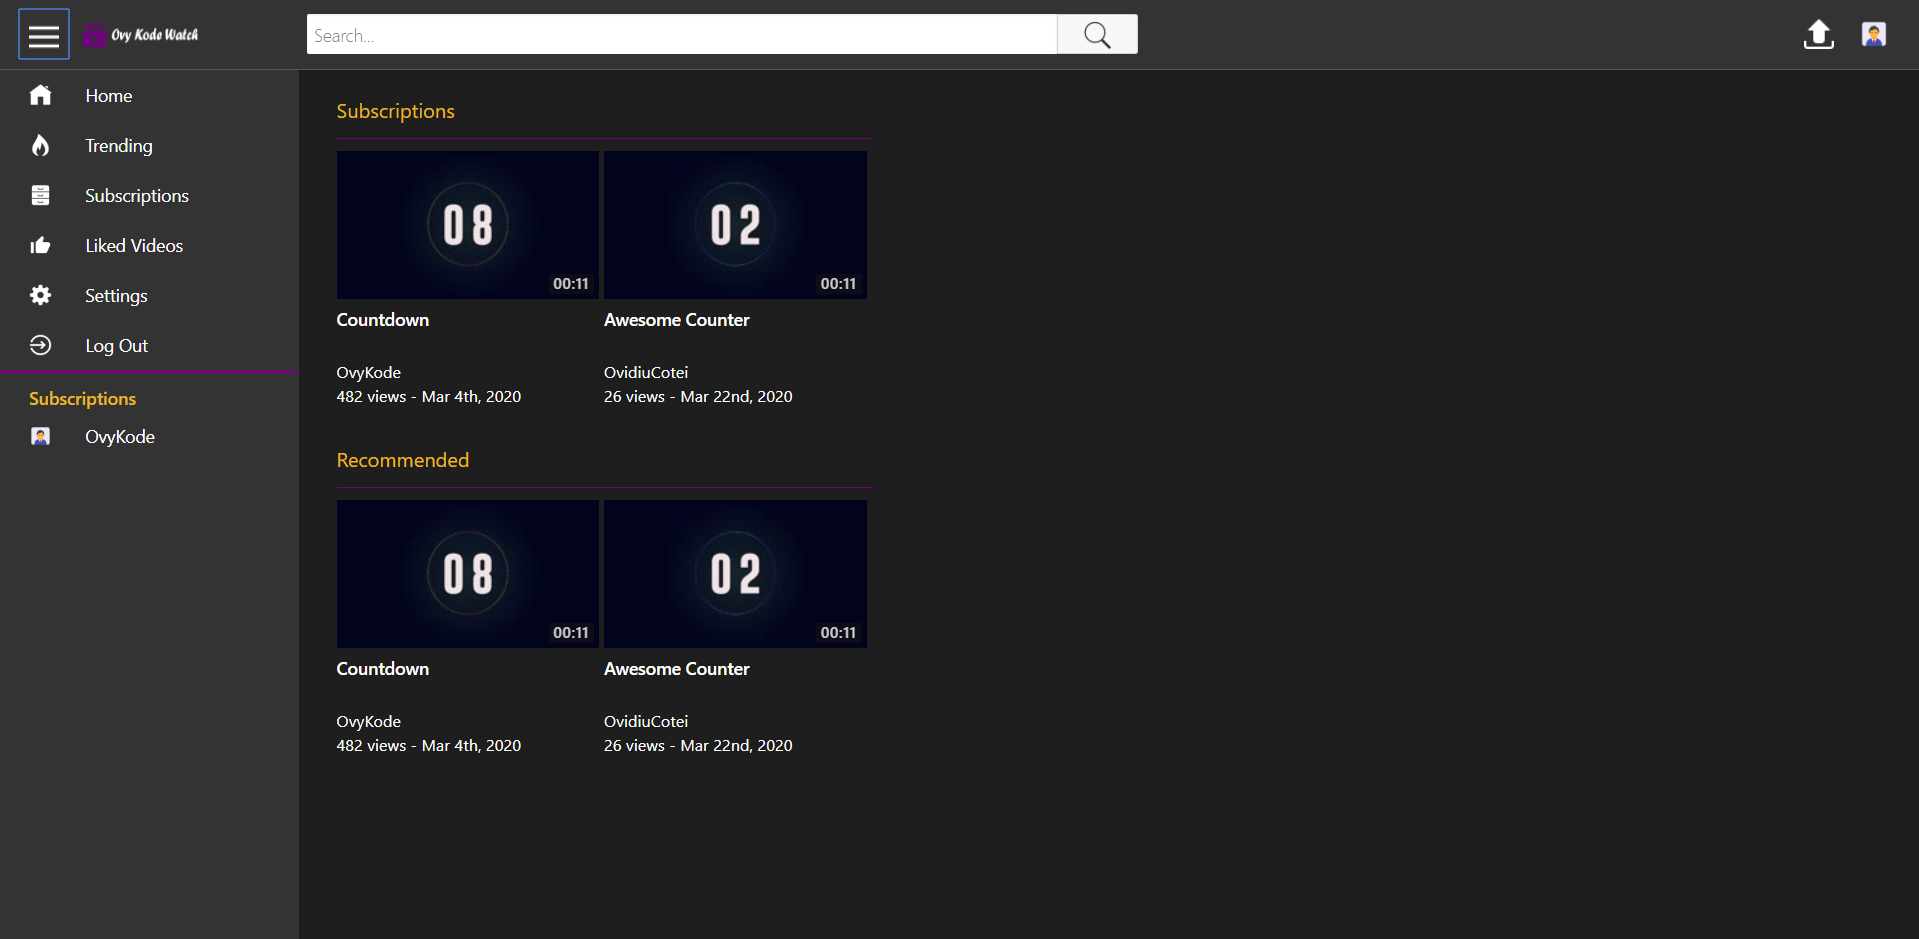 Ovy Kode Watch
Search...
Home
Trending
Subscriptions
Liked Videos
Settings
Log Out
Subscriptions
OvyKode
Subscriptions
08
00:11
02
00:11
Countdown
Awesome Counter
OvyKode
OvidiuCotei
482 views - Mar 4th, 2020
26 views - Mar 22nd, 2020
Recommended
08
00:11
02
00:11
Countdown
Awesome Counter
OvyKode
OvidiuCotei
482 views - Mar 4th, 2020
26 views - Mar 22nd, 2020